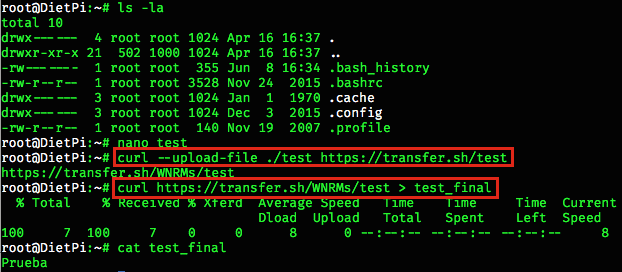 root@DietPi:~# ls -la
total 10
drwx------ 4 root root 1024 Apr 16 16:37 .
drwxr-xr-x 21 502 1000 1024 Apr 16 16:37 ..
-rw------- 1 root root 355 Jun 8 16:34 .bash_history
-rw-r--r-- 1 root root 3528 Nov 24 2015 .bashrc
drwx------ 3 root root 1024 Jan 1 1970 .cache
drwx------ 3 root root 1024 Dec 3 2015 .config
-rw-r--r-- 1 root root 140 Nov 19 2007 .profile
root@DietPi:~# nano test
root@DietPi:~# curl --upload-file ./test https://transfer.sh/test
https://transfer.sh/WNRMs/test
root@DietPi:~# curl https://transfer.sh/WNRMs/test > test_final
% Total % Received % Xferd Average Speed Time Time Time Current
Dload Upload Total Spent Left Speed
100 7 100 7 0 0 8 0 --:--:-- --:--:-- --:--:-- 8
root@DietPi:~# cat test_final
Prueba